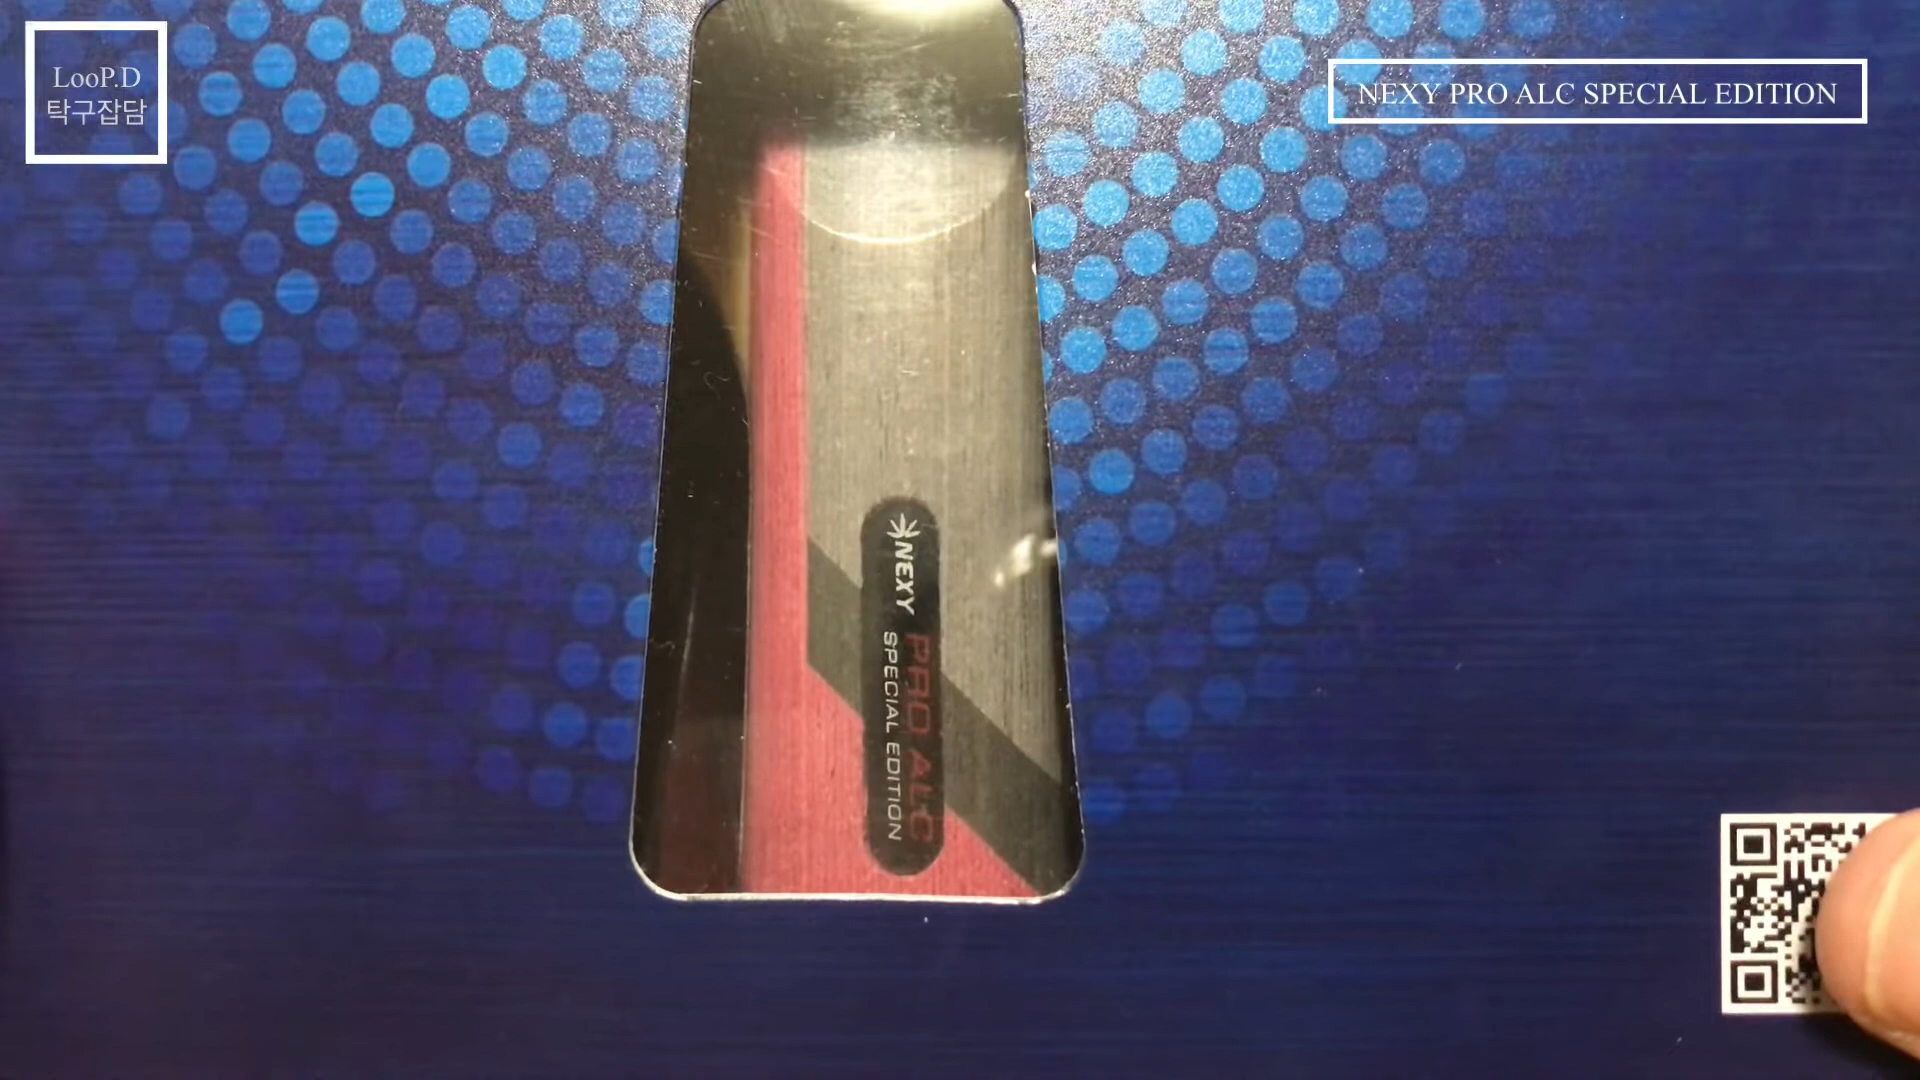 LooP.D
탁구잡담
NEXY PRO ALC SPECIAL EDITION
NEXY
PRO ALC
SPECIAL EDITION